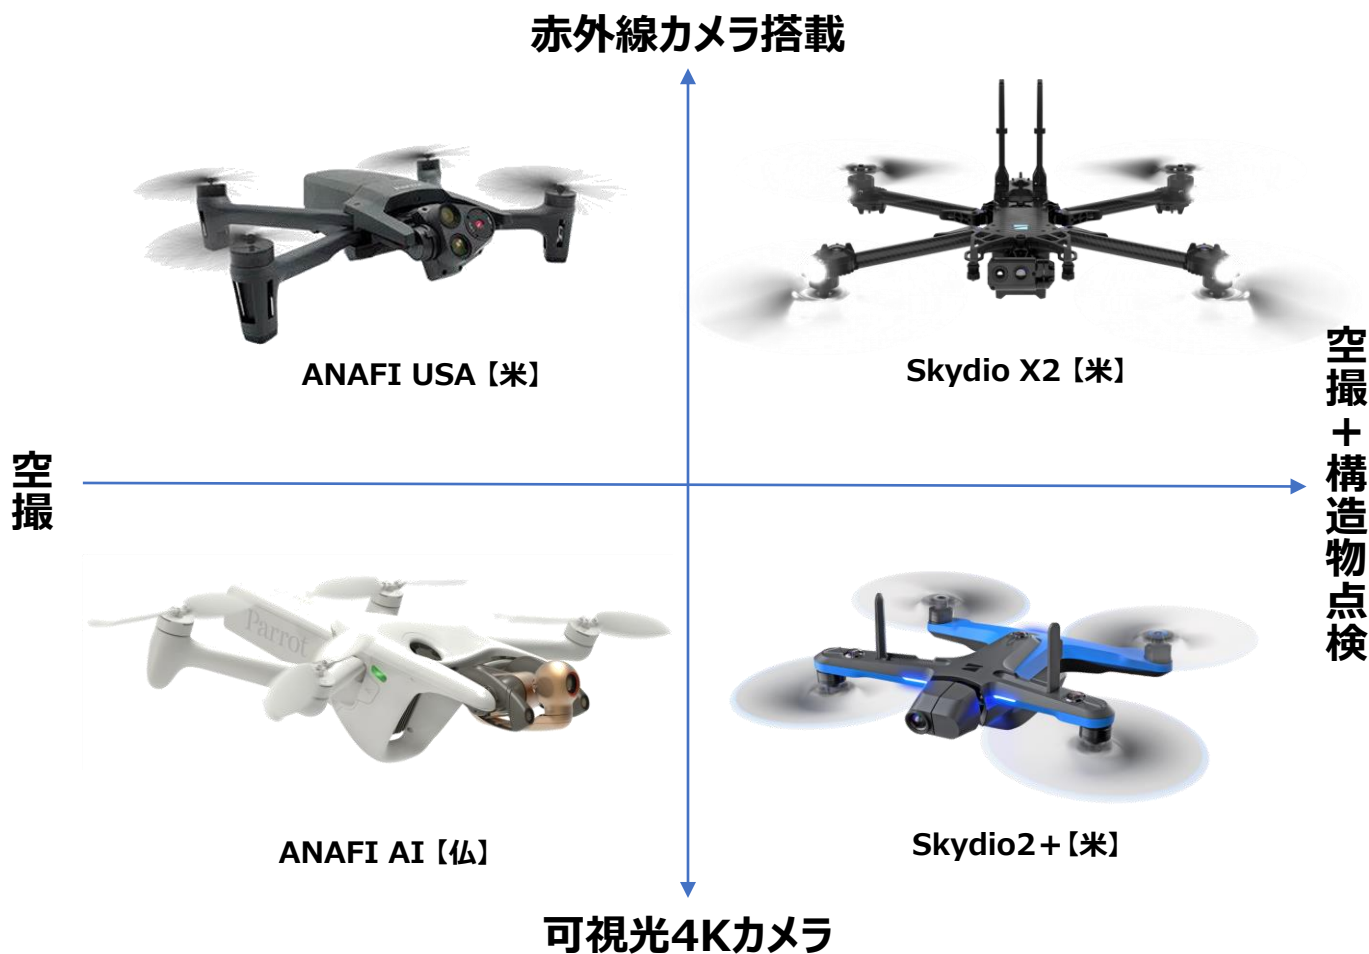 赤外線カメラ搭載
ANAFI USA【米】
Skydio X2【米】
空撮
空撮＋構造物点検
Parrot
ANAFI AI【仏】
Skydio2＋【米】
可視光4Kカメラ